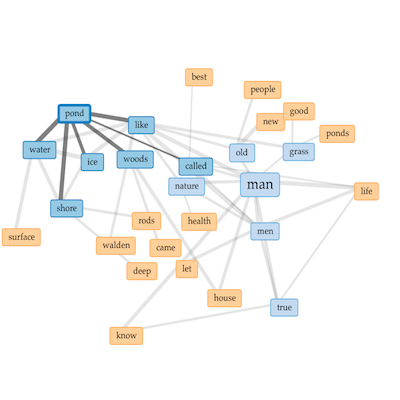 best
people
good
pond
new
like
ponds
water
ice
woods
called
old
grass
nature
man
life
shore
rods
health
men
surface
walden
came
deep
let
house
true
know